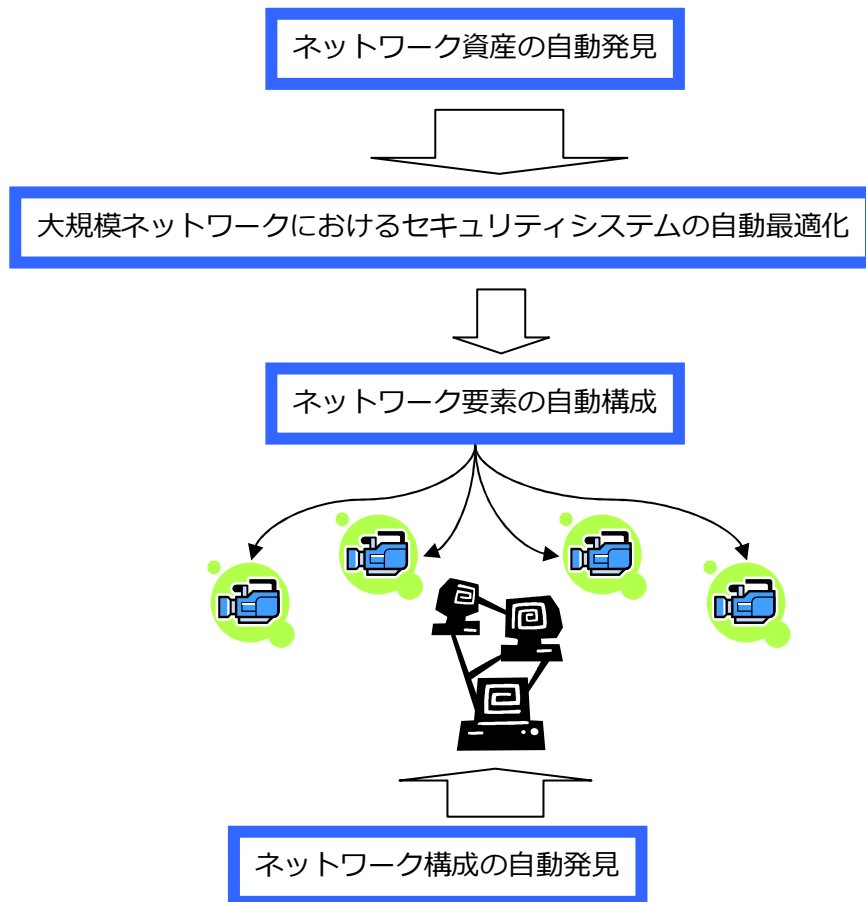 ネットワーク資産の自動発見
大規模ネットワークにおけるセキュリティシステムの自動最適化
ネットワーク要素の自動構成
ネットワーク構成の自動発見